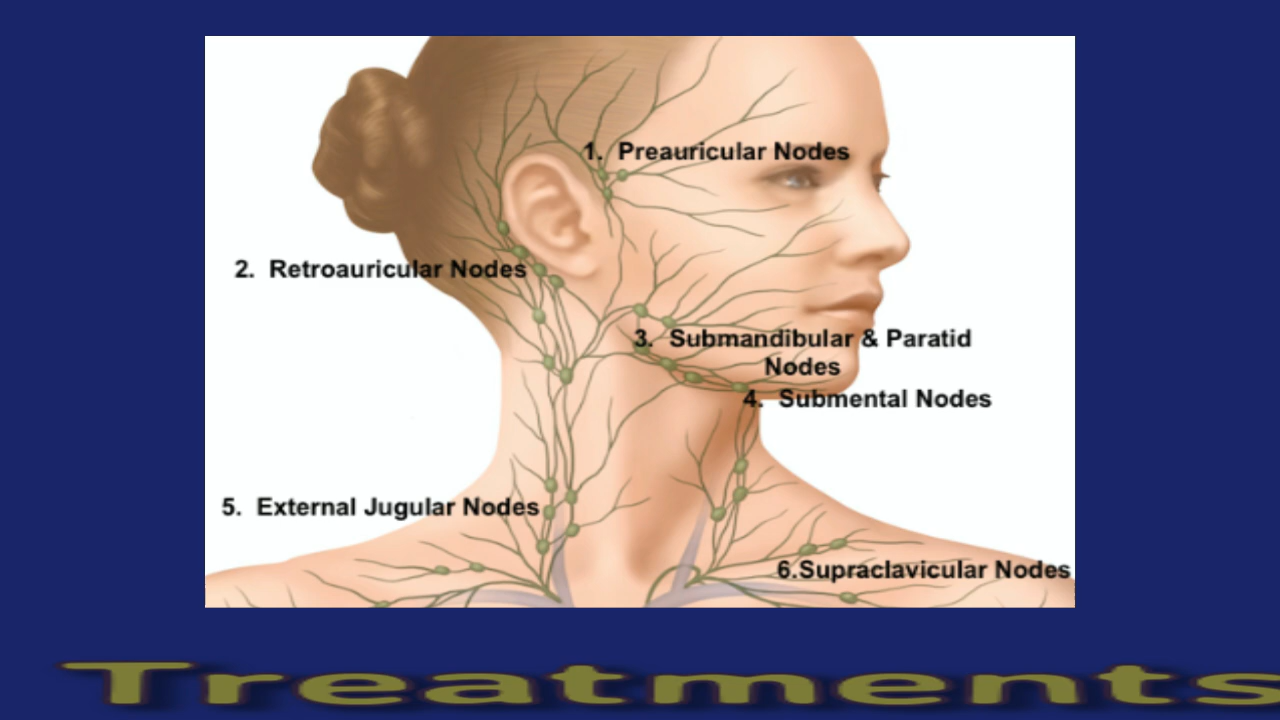 1. Preauricular Nodes
2. Retroauricular Nodes
3. Submandibular & Paratid
Nodes
4. Submental Nodes
5. External Jugular Nodes
6.Supraclavicular Nodes
Treatments